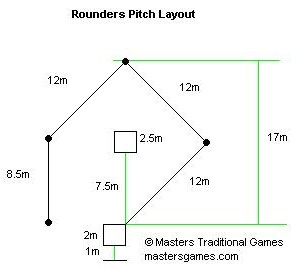 Rounders Pitch Layout
12m
12m
2.5m
17m
8.5m
7.5m
12m
2m
1m
© Masters Traditional Games
mastersgames.com